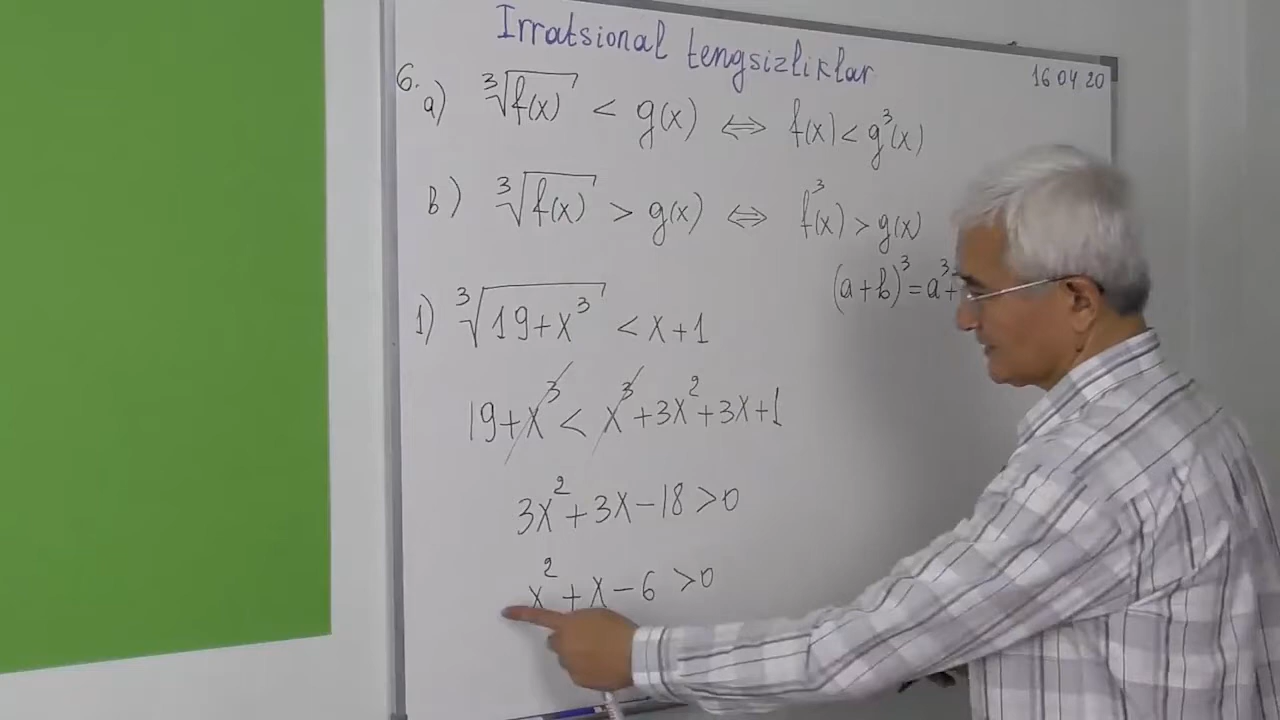 Irratsional tengsizliklar
16 04 20
6. a) ∛f(x) < g(x) ⇔ f(x) < g³(x)
b) ∛f(x) > g(x) ⇔ f³(x) > g(x)
(a+b)³ = a³+
1) ∛19+x³ < x+1
19+x³ < x³+3x²+3x+1
3x²+3x-18>0
x²+x-6>0